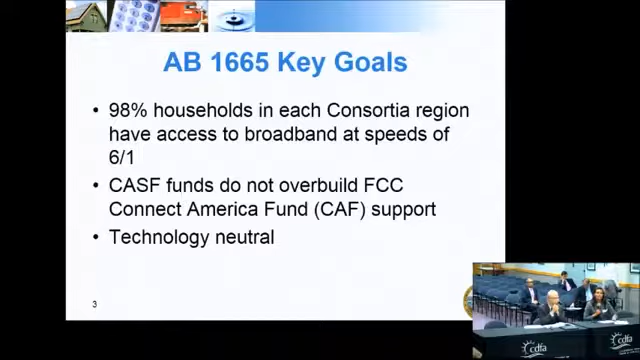 AB 1665 Key Goals
• 98% households in each Consortia region
have access to broadband at speeds of
6/1
• CASF funds do not overbuild FCC
Connect America Fund (CAF) support
• Technology neutral
3
cdfa
cdfa